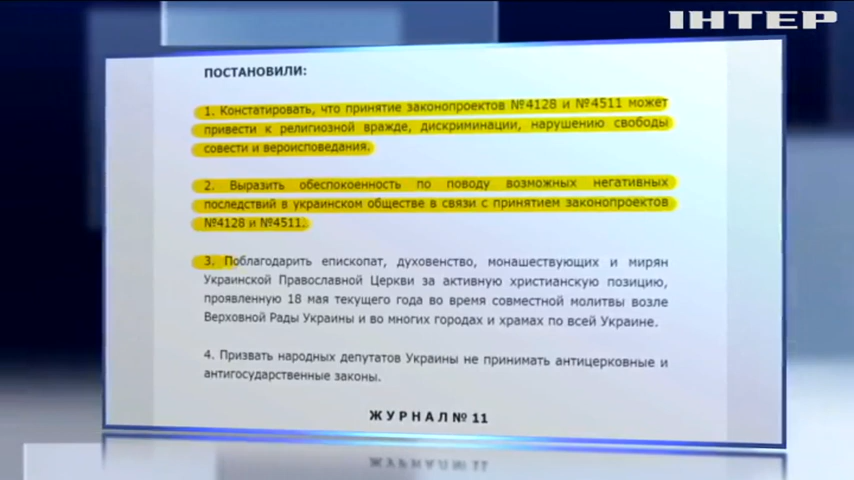 ІНТЕР
ПОСТАНОВИЛИ:
1. Констатировать, что принятие законопроектов №4128 и №4511 может
привести к религиозной вражде, дискриминации, нарушению свободы
совести и вероисповедания.
2. Выразить обеспокоенность по поводу возможных негативных
последствий в украинском обществе в связи с принятием законопроектов
№4128 и №4511.
3. Поблагодарить епископат, духовенство, монашествующих и мирян
Украинской Православной Церкви за активную христианскую позицию,
проявленную 18 мая текущего года во время совместной молитвы возле
Верховной Рады Украины и во многих городах и храмах по всей Украине.
4. Призвать народных депутатов Украины не принимать антицерковные и
антигосударственные законы.
ЖУРНАЛ № 11